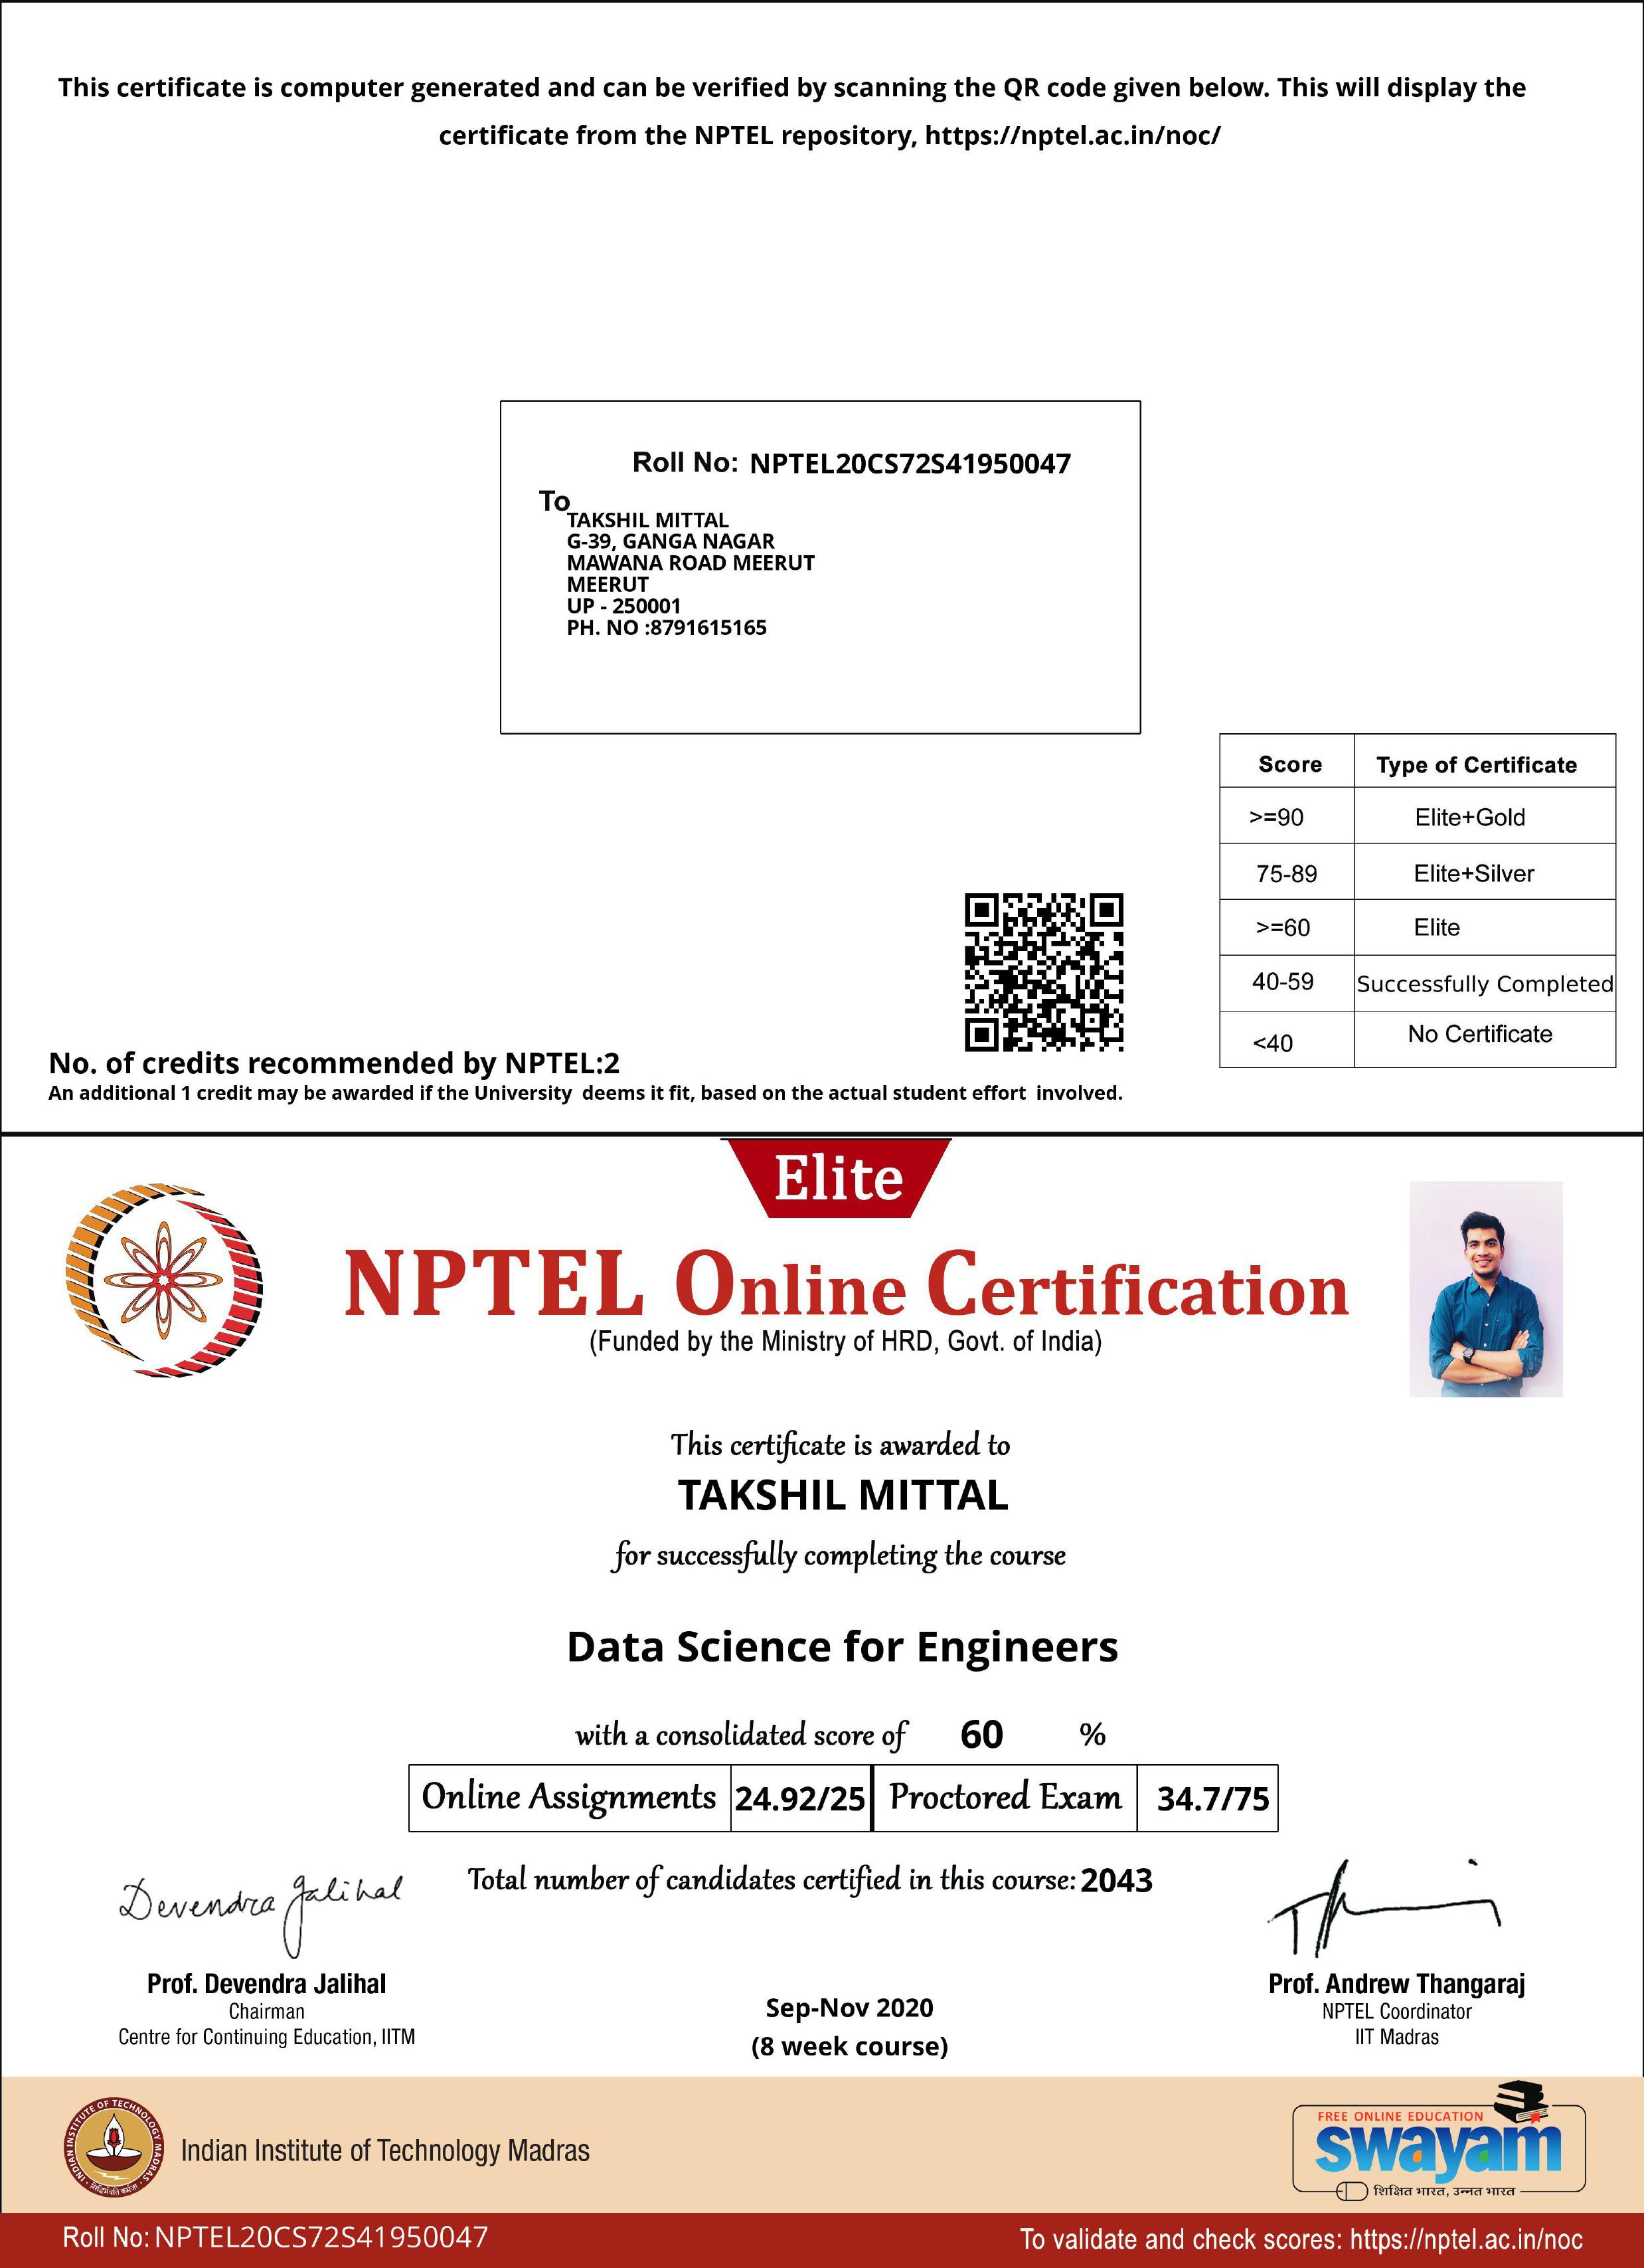 This certificate is computer generated and can be verified by scanning the QR code given below. This will display the
certificate from the NPTEL repository, https://nptel.ac.in/noc/
Roll No: NPTEL20CS72S41950047
To
TAKSHIL MITTAL
G-39, GANGA NAGAR
MAWANA ROAD MEERUT
MEERUT
UP - 250001
PH. NO :8791615165
Score Type of Certificate
>=90 Elite+Gold
75-89 Elite+Silver
>=60 Elite
40-59 Successfully Completed
<40 No Certificate
No. of credits recommended by NPTEL:2
An additional 1 credit may be awarded if the University deems it fit, based on the actual student effort involved.
Elite
NPTEL Online Certification
(Funded by the Ministry of HRD, Govt. of India)
This certificate is awarded to
TAKSHIL MITTAL
for successfully completing the course
Data Science for Engineers
with a consolidated score of 60 %
Online Assignments 24.92/25 Proctored Exam 34.7/75
Total number of candidates certified in this course: 2043
Devendra Jalihal
Prof. Devendra Jalihal
Chairman
Centre for Continuing Education, IITM
Sep-Nov 2020
(8 week course)
Prof. Andrew Thangaraj
NPTEL Coordinator
IIT Madras
INDIAN INSTITUTE OF TECHNOLOGY MADRAS
सिद्धिर्भवति कर्मजा
Indian Institute of Technology Madras
FREE ONLINE EDUCATION
swayam
शिक्षित भारत, उन्नत भारत
Roll No: NPTEL20CS72S41950047
To validate and check scores: https://nptel.ac.in/noc